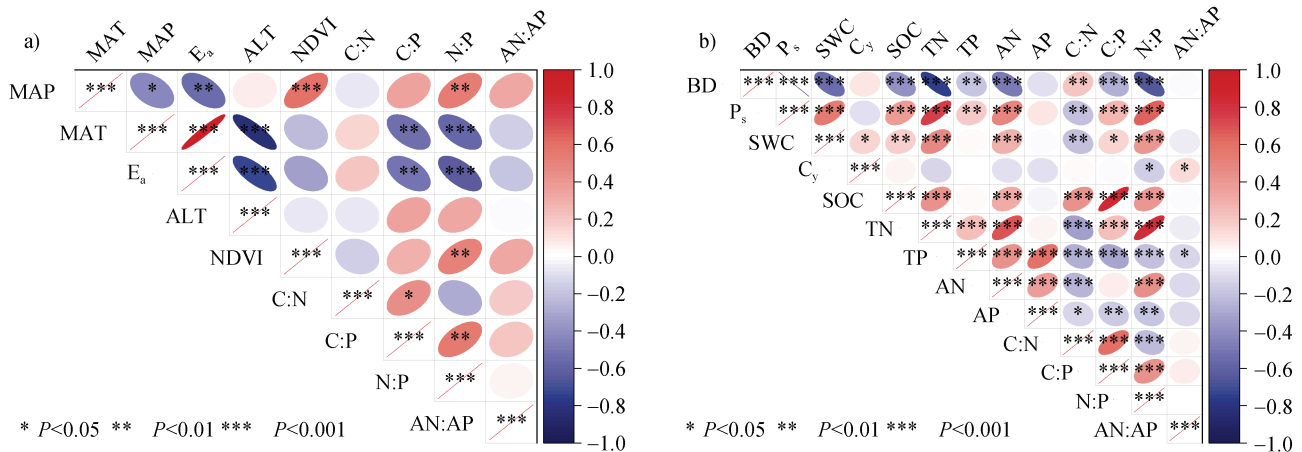 a)
MAT MAP Ea ALT NDVI C:N C:P N:P AN:AP
MAP *** * ** *** **
MAT *** *** *** ** ***
Ea *** *** ** ***
ALT ***
NDVI *** **
C:N *** *
C:P *** **
N:P ***
AN:AP ***
* P<0.05 ** P<0.01 *** P<0.001
1.0
0.8
0.6
0.4
0.2
0.0
−0.2
−0.4
−0.6
−0.8
−1.0
b)
BD Ps SWC Cy SOC TN TP AN AP C:N C:P N:P AN:AP
BD *** *** *** *** *** *** *** ** *** ***
Ps *** *** *** *** ** *** ** *** ***
SWC *** * ** *** *** ** * ***
Cy *** * *
SOC *** *** *** *** *** ***
TN *** *** *** *** *** ***
TP *** *** *** *** *** *** *
AN *** *** *** ***
AP *** * ** **
C:N *** *** ***
C:P *** ***
N:P ***
AN:AP ***
* P<0.05 ** P<0.01 *** P<0.001
1.0
0.8
0.6
0.4
0.2
0.0
−0.2
−0.4
−0.6
−0.8
−1.0